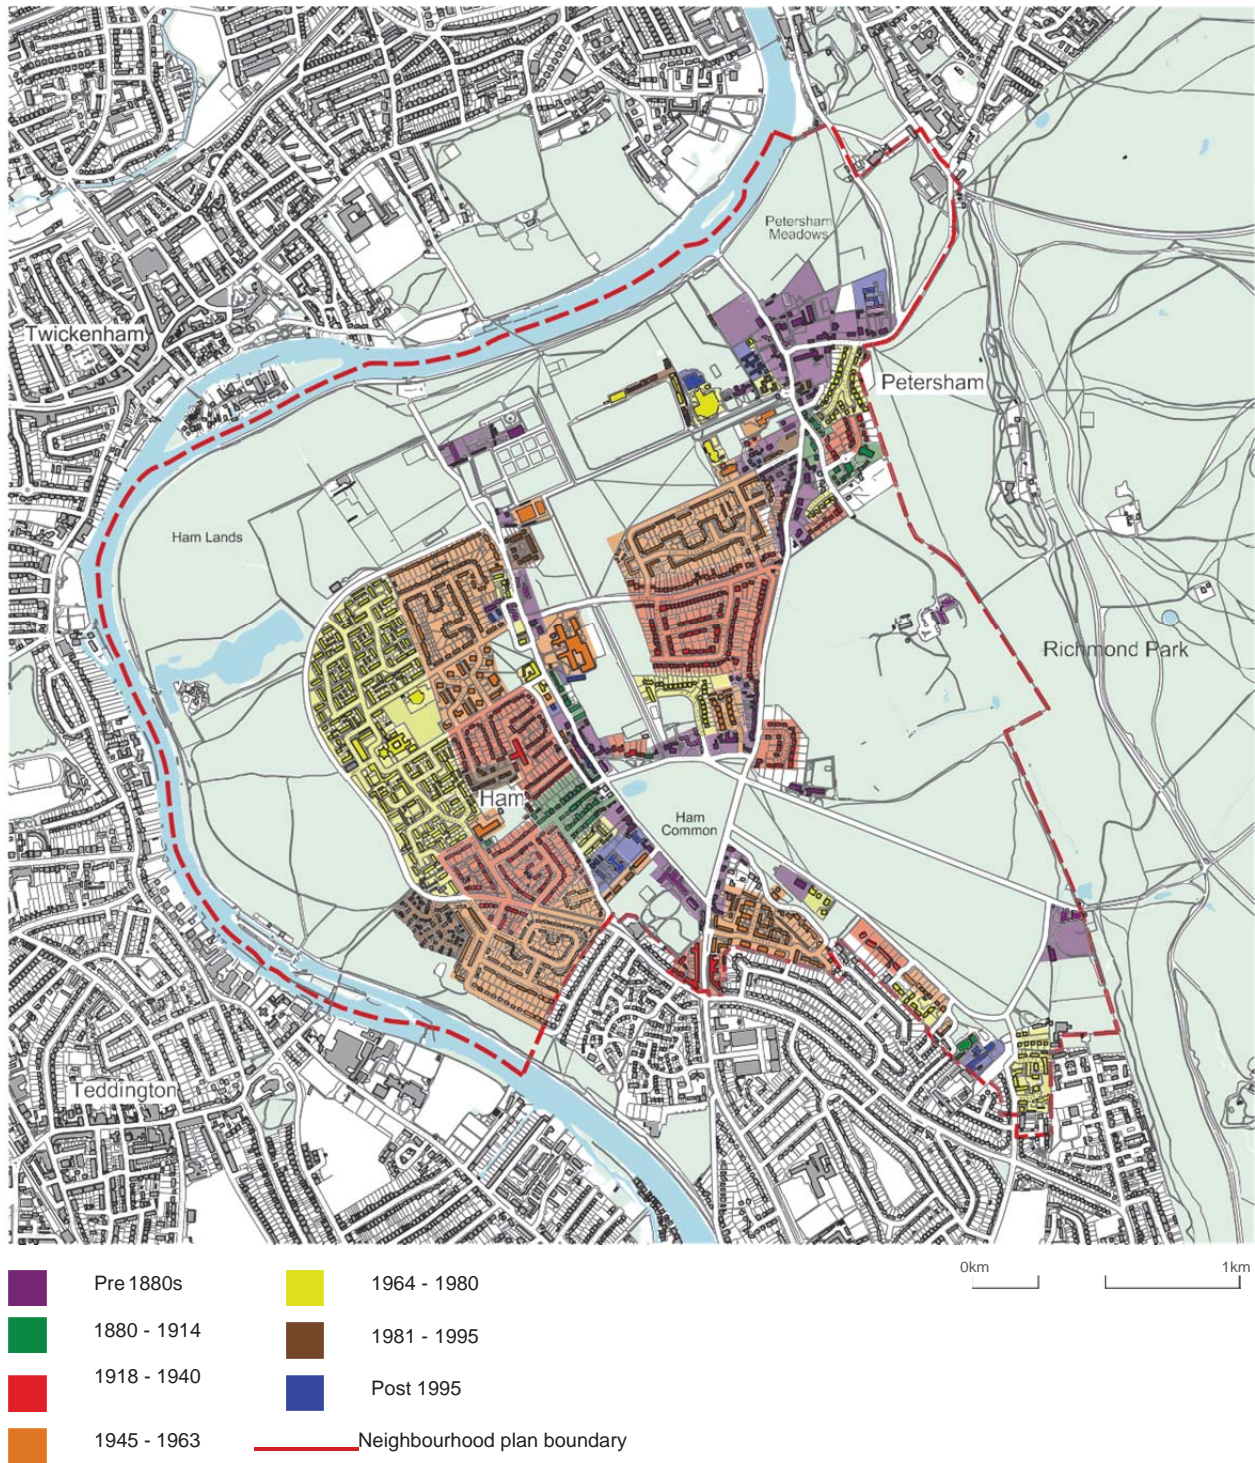 Petersham
Meadows
Twickenham
Petersham
Ham Lands
Richmond Park
Ham
Ham
Common
Teddington
0km 1km
Pre 1880s
1880 - 1914
1918 - 1940
1945 - 1963
1964 - 1980
1981 - 1995
Post 1995
Neighbourhood plan boundary